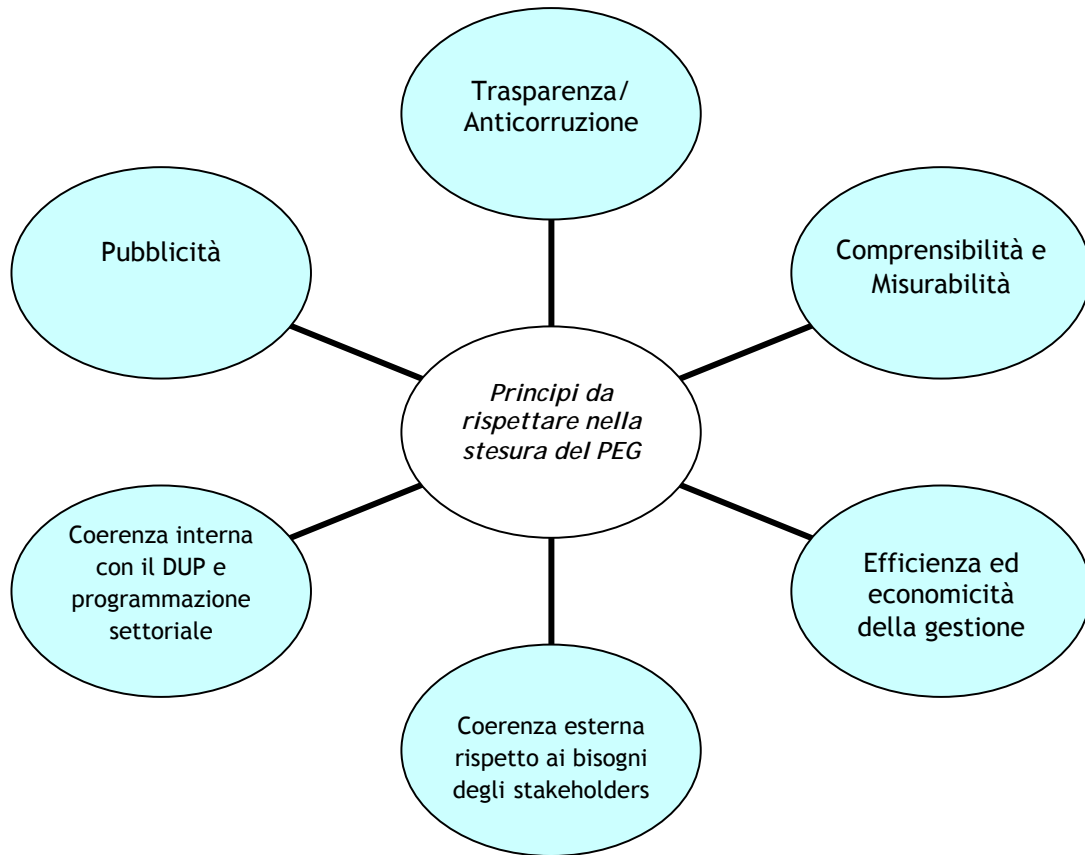 Trasparenza/
Anticorruzione
Pubblicità
Comprensibilità e
Misurabilità
Principi da
rispettare nella
stesura del PEG
Coerenza interna
con il DUP e
programmazione
settoriale
Efficienza ed
economicità
della gestione
Coerenza esterna
rispetto ai bisogni
degli stakeholders